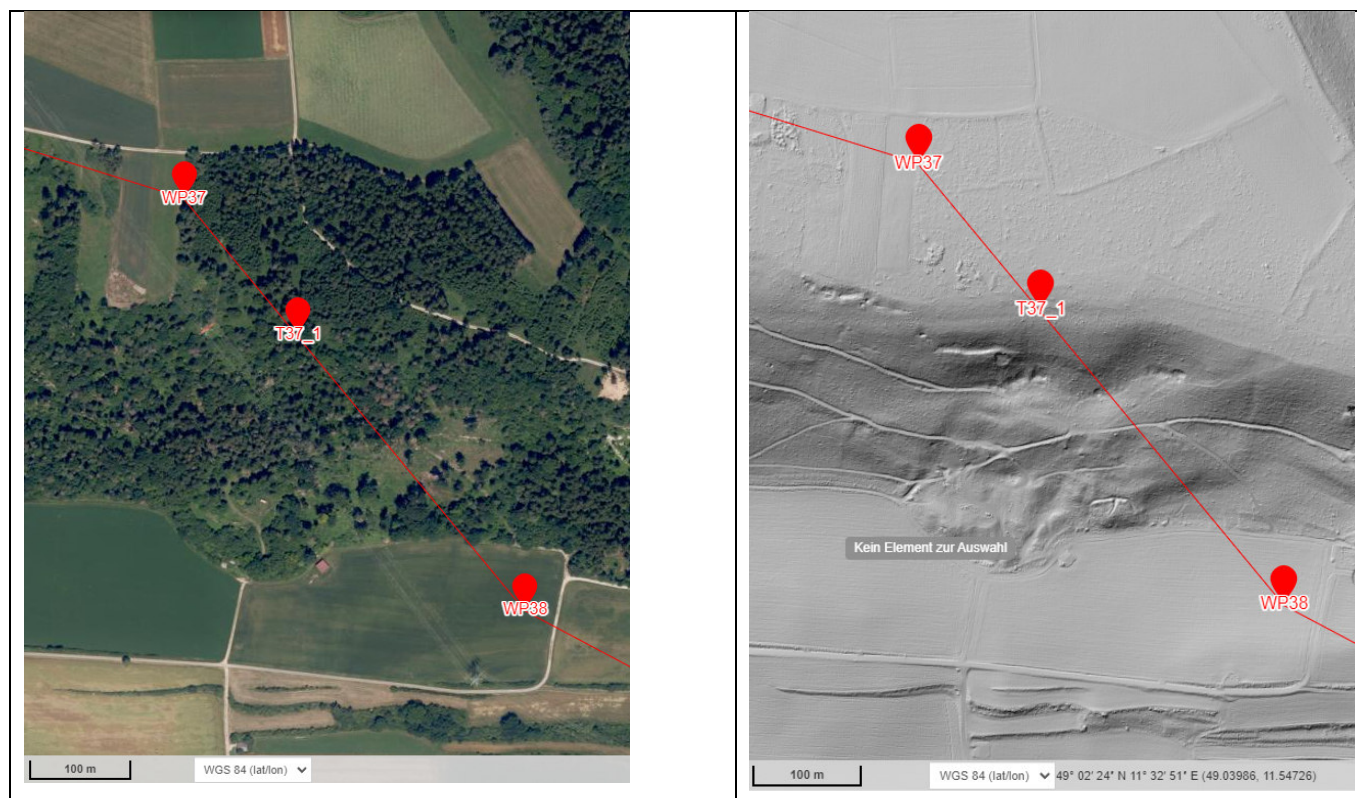 WP37
T37_1
WP38
100 m
WGS 84 (lat/lon)
WP37
T37_1
Kein Element zur Auswahl
WP38
100 m
WGS 84 (lat/lon)
49° 02' 24" N 11° 32' 51" E (49.03986, 11.54726)